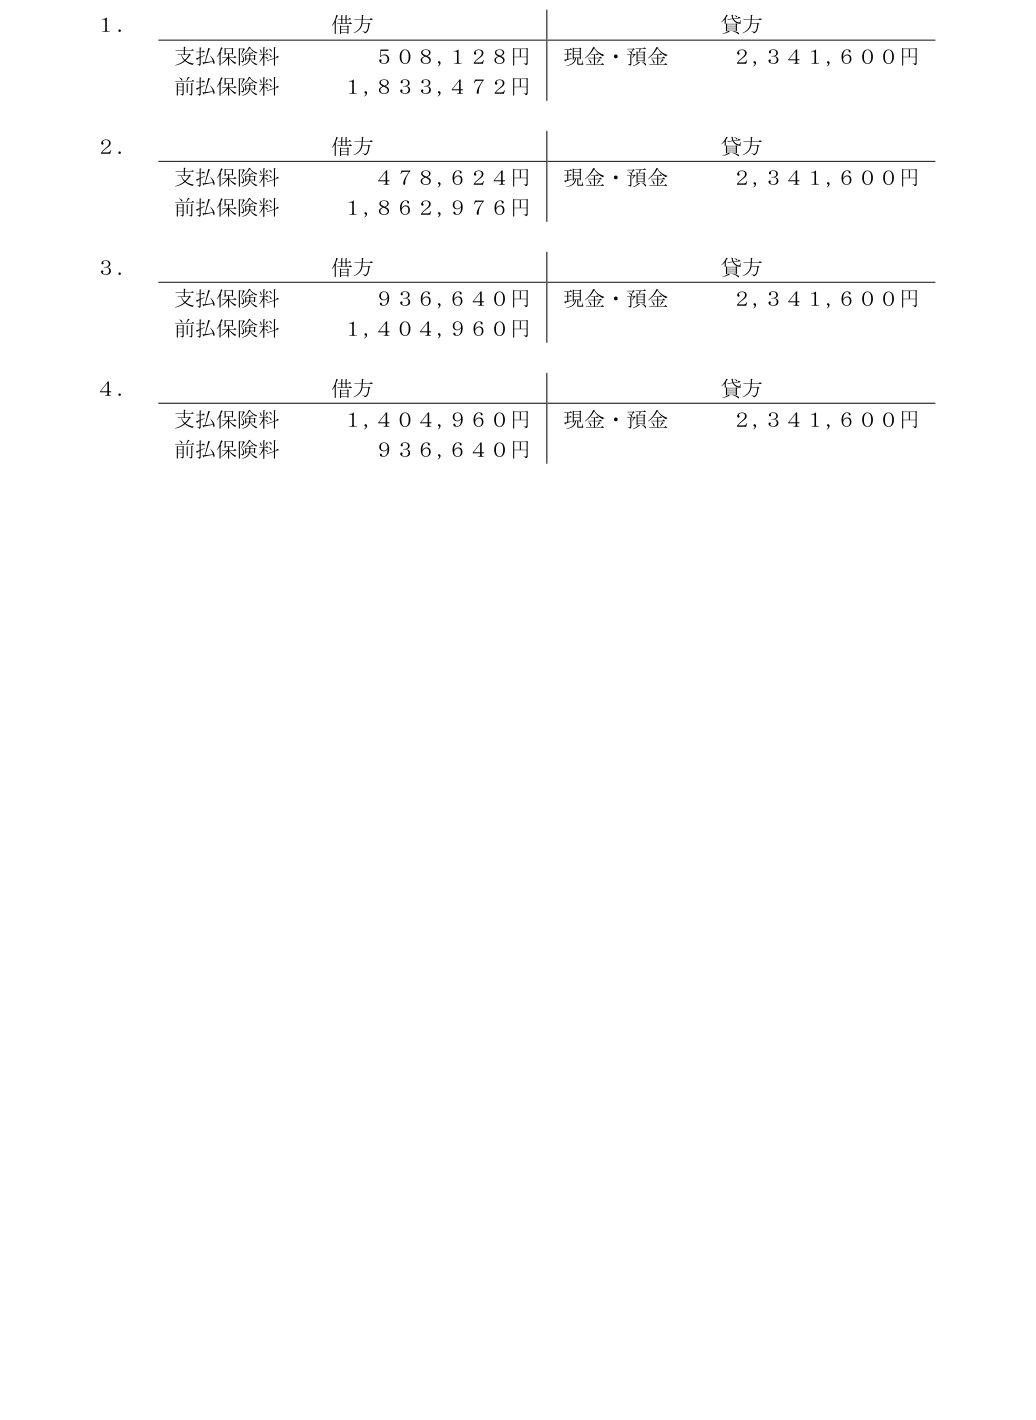 １．　借方　貸方
支払保険料　５０８，１２８円　現金・預金　２，３４１，６００円
前払保険料　１，８３３，４７２円
２．　借方　貸方
支払保険料　４７８，６２４円　現金・預金　２，３４１，６００円
前払保険料　１，８６２，９７６円
３．　借方　貸方
支払保険料　９３６，６４０円　現金・預金　２，３４１，６００円
前払保険料　１，４０４，９６０円
４．　借方　貸方
支払保険料　１，４０４，９６０円　現金・預金　２，３４１，６００円
前払保険料　９３６，６４０円